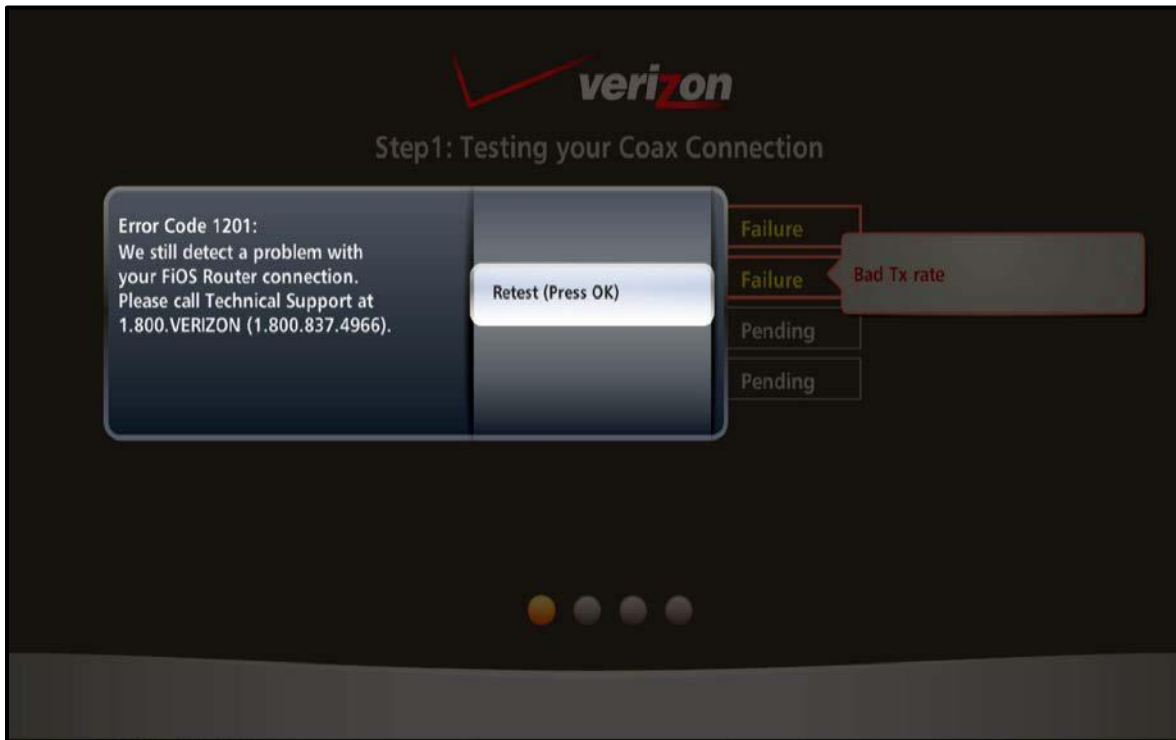 verizon
Step1: Testing your Coax Connection
Error Code 1201:
We still detect a problem with
your FiOS Router connection.
Please call Technical Support at
1.800.VERIZON (1.800.837.4966).
Retest (Press OK)
Failure
Failure
Bad Tx rate
Pending
Pending